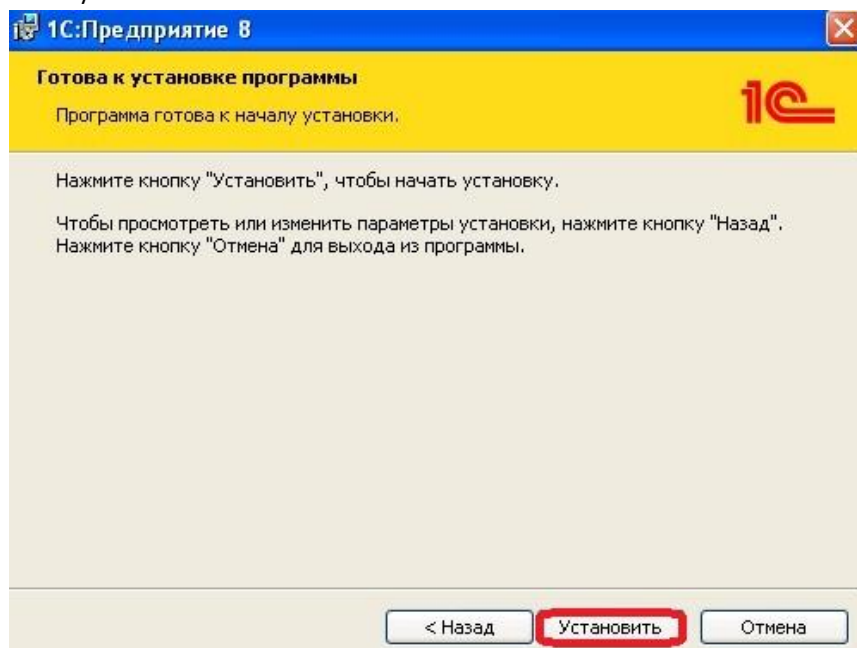 1С:Предприятие 8
Готова к установке программы
Программа готова к началу установки.
1С
Нажмите кнопку "Установить", чтобы начать установку.
Чтобы просмотреть или изменить параметры установки, нажмите кнопку "Назад".
Нажмите кнопку "Отмена" для выхода из программы.
< Назад
Установить
Отмена